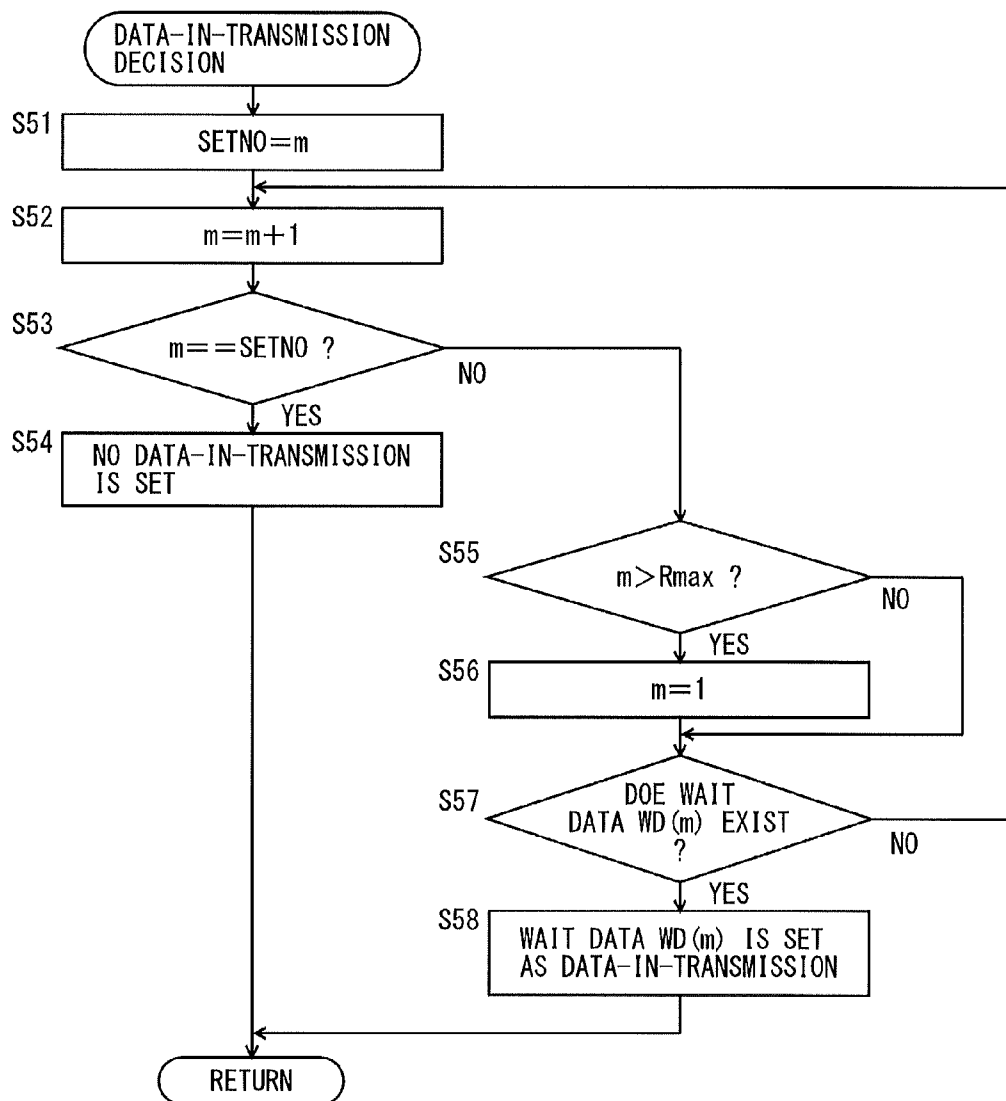 DATA-IN-TRANSMISSION
DECISION
S51
SETNO=m
S52
m=m+1
S53
m==SETNO ?
NO
YES
S54
NO DATA-IN-TRANSMISSION
IS SET
S55
m>Rmax ?
NO
YES
S56
m=1
S57
DOE WAIT
DATA WD(m) EXIST
?
NO
YES
S58
WAIT DATA WD(m) IS SET
AS DATA-IN-TRANSMISSION
RETURN